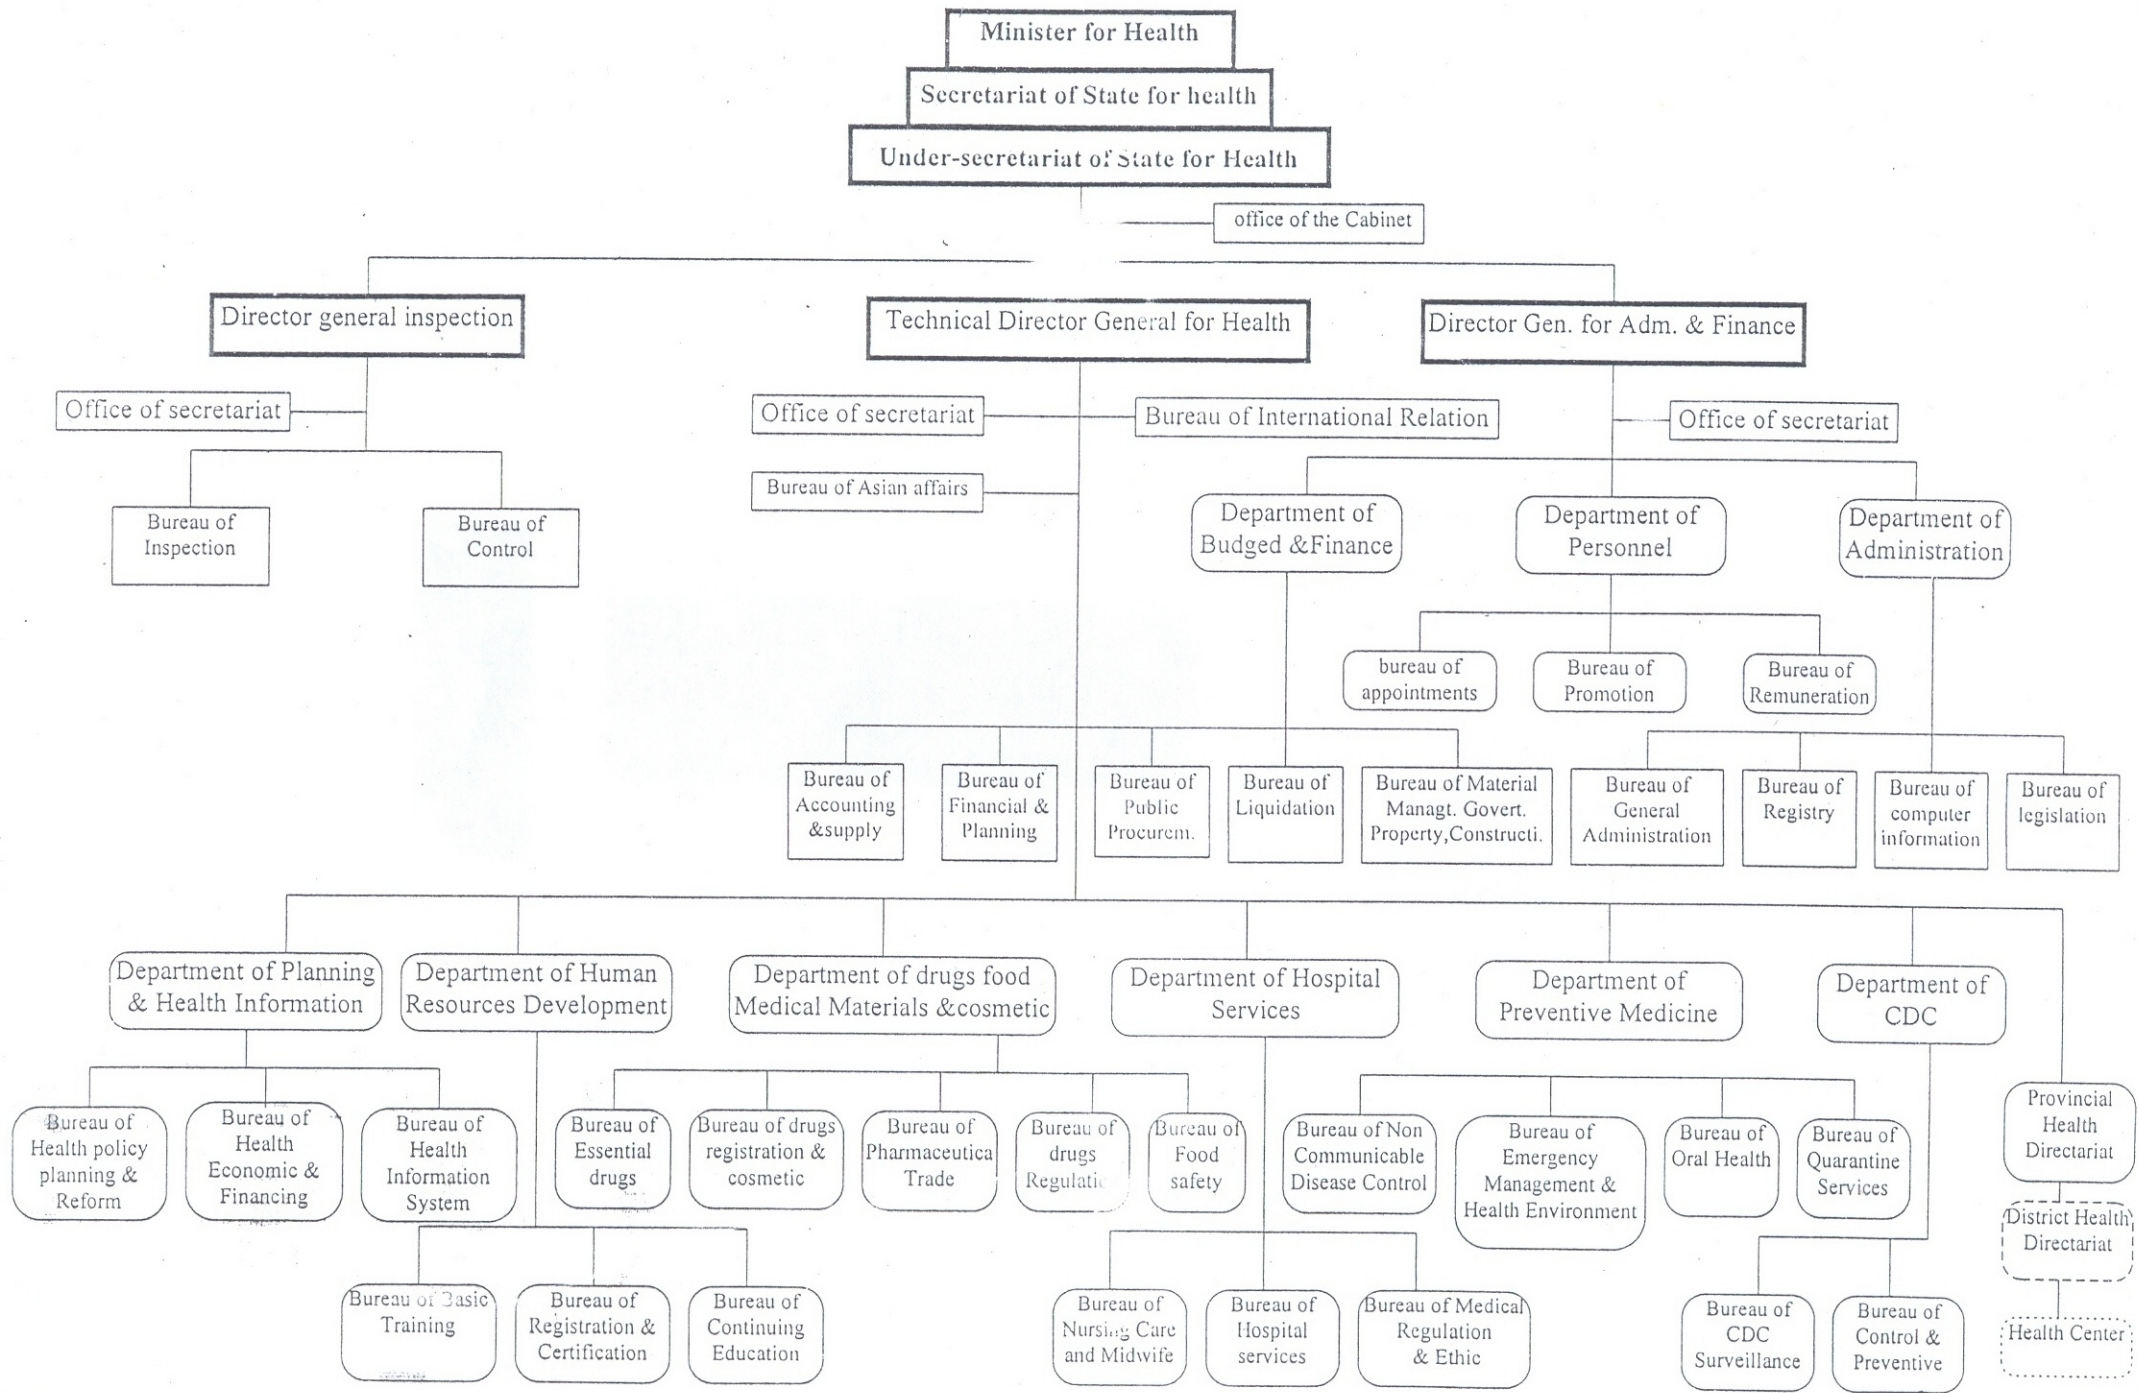 Minister for Health
Secretariat of State for health
Under-secretariat of State for Health
office of the Cabinet
Director general inspection
Technical Director General for Health
Director Gen. for Adm. & Finance
Office of secretariat
Office of secretariat
Bureau of International Relation
Office of secretariat
Bureau of Asian affairs
Bureau of
Inspection
Bureau of
Control
Department of
Budged &Finance
Department of
Personnel
Department of
Administration
bureau of
appointments
Bureau of
Promotion
Bureau of
Remuneration
Bureau of
Accounting
&supply
Bureau of
Financial &
Planning
Bureau of
Public
Procurem.
Bureau of
Liquidation
Bureau of Material
Managt. Govert.
Property,Constructi.
Bureau of
General
Administration
Bureau of
Registry
Bureau of
computer
information
Bureau of
legislation
Department of Planning
& Health Information
Department of Human
Resources Development
Department of drugs food
Medical Materials &cosmetic
Department of Hospital
Services
Department of
Preventive Medicine
Department of
CDC
Bureau of
Health policy
planning &
Reform
Bureau of
Health
Economic &
Financing
Bureau of
Health
Information
System
Bureau of
Essential
drugs
Bureau of drugs
registration &
cosmetic
Bureau of
Pharmaceutica
Trade
Bureau of
drugs
Regulatic
Bureau of
Food
safety
Bureau of Non
Communicable
Disease Control
Bureau of
Emergency
Management &
Health Environment
Bureau of
Oral Health
Bureau of
Quarantine
Services
Provincial
Health
Directariat
District Health
Directariat
Health Center
Bureau of Basic
Training
Bureau of
Registration &
Certification
Bureau of
Continuing
Education
Bureau of
Nursing Care
and Midwife
Bureau of
Hospital
services
Bureau of Medical
Regulation
& Ethic
Bureau of
CDC
Surveillance
Bureau of
Control &
Preventive